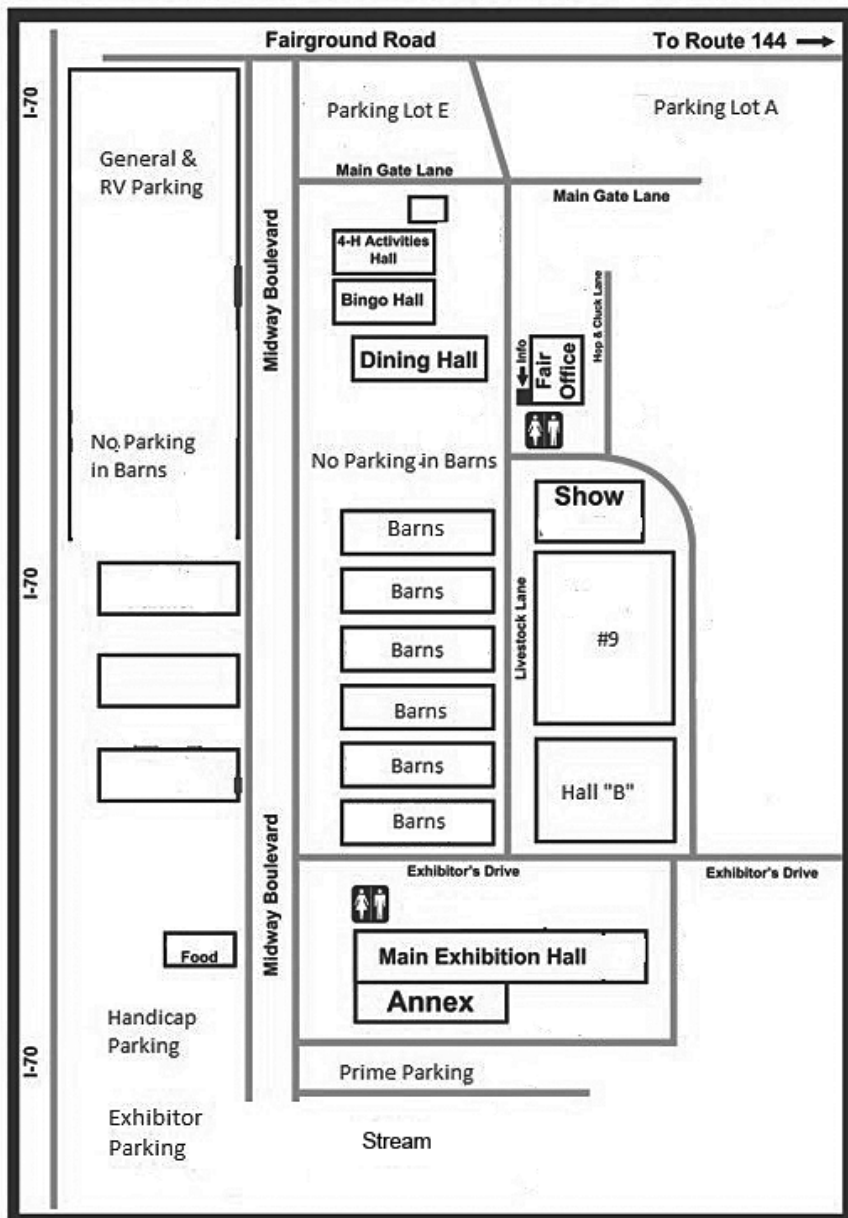 Fairground Road
To Route 144
I-70
Parking Lot E
Parking Lot A
General &
RV Parking
Main Gate Lane
Main Gate Lane
4-H Activities
Hall
Midway Boulevard
Bingo Hall
Hop & Cluck Lane
Dining Hall
Info
Fair
Office
No Parking
in Barns
No Parking in Barns
Show
Barns
I-70
Barns
Livestock Lane
#9
Barns
Barns
Barns
Hall "B"
Barns
Exhibitor's Drive
Exhibitor's Drive
Midway Boulevard
Food
Main Exhibition Hall
Annex
Handicap
Parking
I-70
Prime Parking
Exhibitor
Parking
Stream